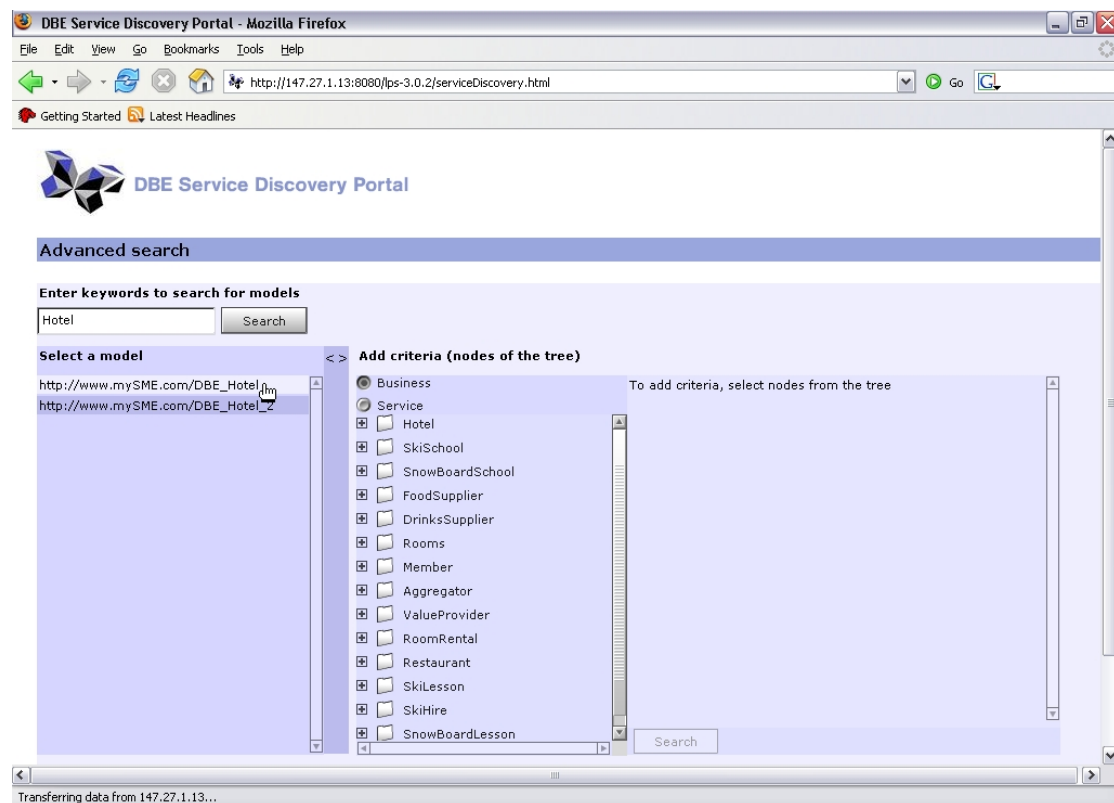 DBE Service Discovery Portal - Mozilla Firefox
File Edit View Go Bookmarks Tools Help
http://147.27.1.13:8080/lps-3.0.2/serviceDiscovery.html
Go
G
Getting Started Latest Headlines
DBE Service Discovery Portal
Advanced search
Enter keywords to search for models
Hotel
Search
Select a model
< >
Add criteria (nodes of the tree)
http://www.mySME.com/DBE_Hotel
http://www.mySME.com/DBE_Hotel_2
Business
Service
Hotel
SkiSchool
SnowBoardSchool
FoodSupplier
DrinksSupplier
Rooms
Member
Aggregator
ValueProvider
RoomRental
Restaurant
SkiLesson
SkiHire
SnowBoardLesson
To add criteria, select nodes from the tree
Search
Transferring data from 147.27.1.13...